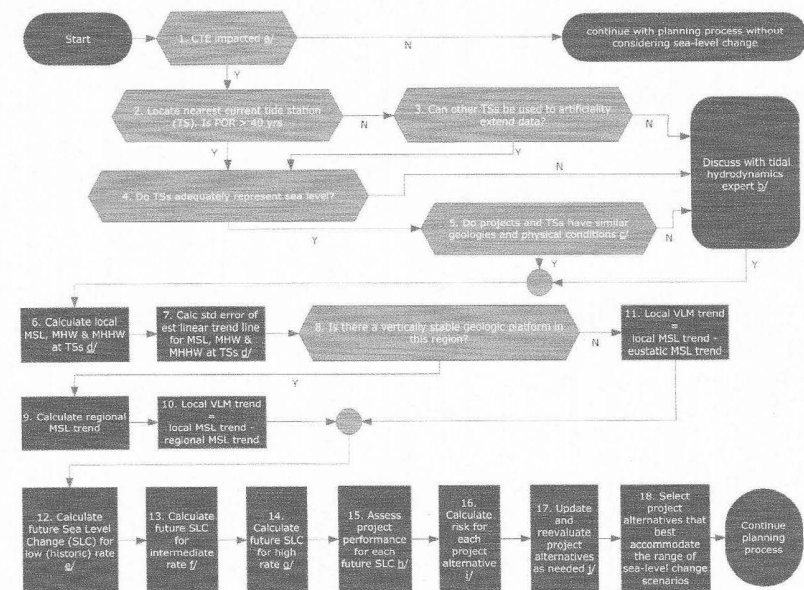 Start
1. CTE impacted a/
N
continue with planning process without
considering sea-level change
Y
2. Locate nearest current tide station
(TS). Is POR > 40 yrs
N
3. Can other TSs be used to artificiality
extend data?
N
Y
Y
Discuss with tidal
hydrodynamics
expert b/
4. Do TSs adequately represent sea level?
N
Y
5. Do projects and TSs have similar
geologies and physical conditions c/
N
Y
Y
6. Calculate local
MSL, MHW & MHHW
at TSs d/
7. Calc std error of
est linear trend line
for MSL, MHW &
MHHW at TSs d/
8. Is there a vertically stable geologic platform in
this region?
N
11. Local VLM trend
=
local MSL trend -
eustatic MSL trend
Y
9. Calculate regional
MSL trend
10. Local VLM trend
=
local MSL trend -
regional MSL trend
12. Calculate
future Sea Level
Change (SLC) for
low (historic) rate
e/
13. Calculate
future SLC
for
intermediate
rate f/
14.
Calculate
future SLC
for high
rate g/
15. Assess
project
performance
for each
future SLC h/
16.
Calculate
risk for
each
project
alternative
i/
17. Update
and
reevaluate
project
alternatives
as needed j/
18. Select
project
alternatives that
best
accommodate
the range of
sea-level change
scenarios
Continue
planning
process